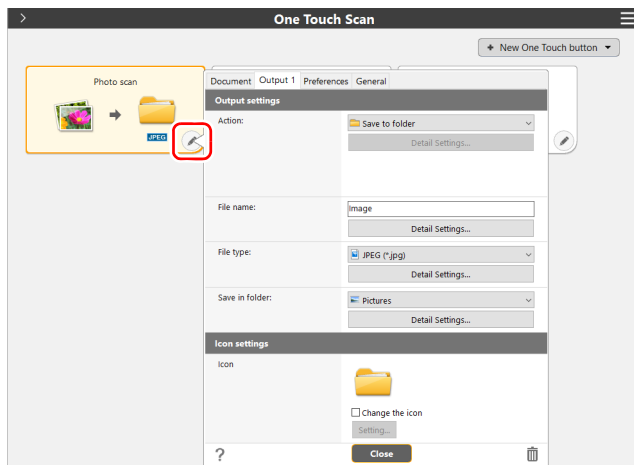 One Touch Scan
New One Touch button
Photo scan
JPEG
Document Output 1 Preferences General
Output settings
Action:
Save to folder
Detail Settings...
File name:
Image
Detail Settings...
File type:
JPEG (*.jpg)
Detail Settings...
Save in folder:
Pictures
Detail Settings...
Icon settings
Icon
Change the icon
Setting...
? Close